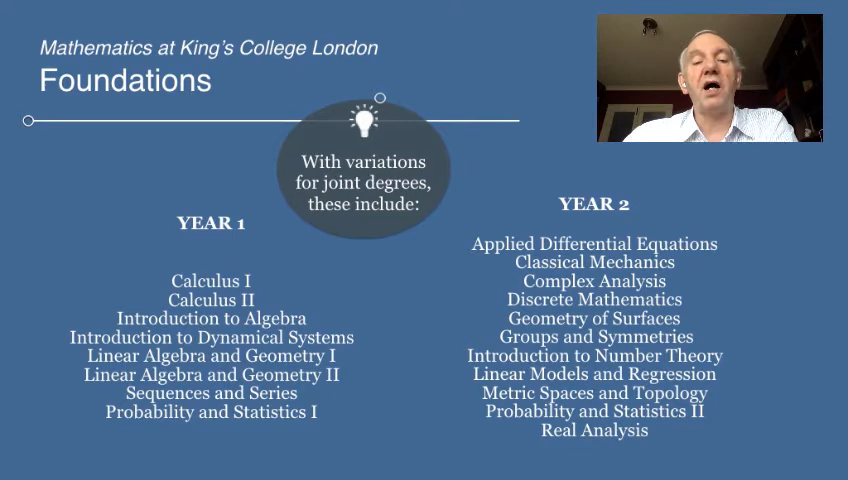 Mathematics at King's College London
Foundations
With variations
for joint degrees,
these include:
YEAR 1
Calculus I
Calculus II
Introduction to Algebra
Introduction to Dynamical Systems
Linear Algebra and Geometry I
Linear Algebra and Geometry II
Sequences and Series
Probability and Statistics I
YEAR 2
Applied Differential Equations
Classical Mechanics
Complex Analysis
Discrete Mathematics
Geometry of Surfaces
Groups and Symmetries
Introduction to Number Theory
Linear Models and Regression
Metric Spaces and Topology
Probability and Statistics II
Real Analysis